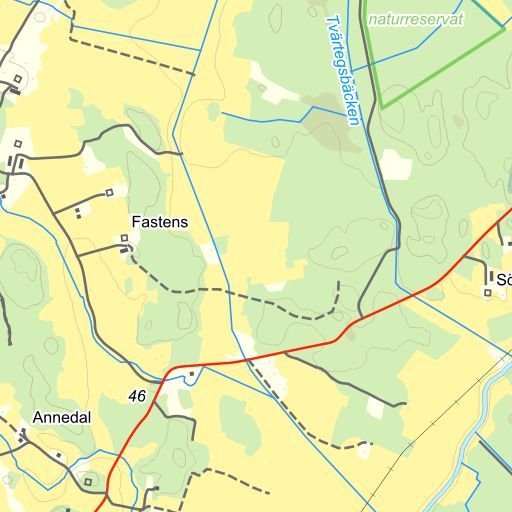 naturreservat
Tvärtegsbäcken
Fastens
Sö
46
Annedal